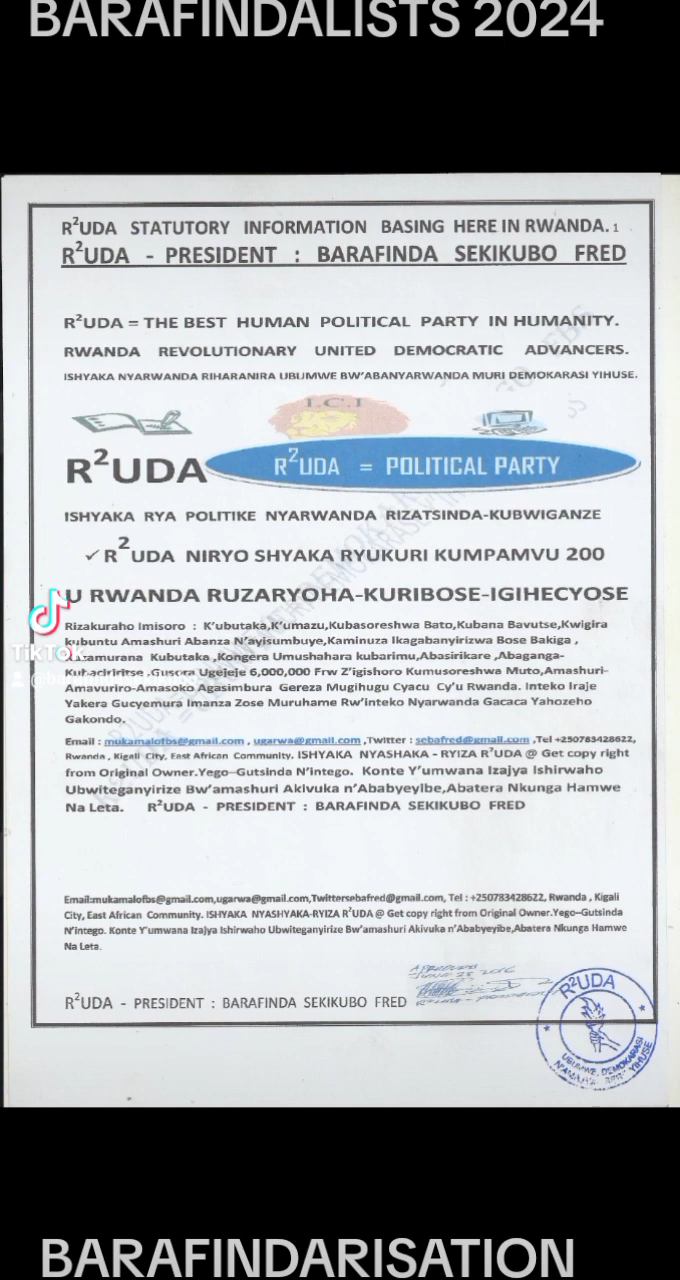 BARAFINDALISTS 2024
R²UDA STATUTORY INFORMATION BASING HERE IN RWANDA. 1
R²UDA - PRESIDENT : BARAFINDA SEKIKUBO FRED
R²UDA = THE BEST HUMAN POLITICAL PARTY IN HUMANITY.
RWANDA REVOLUTIONARY UNITED DEMOCRATIC ADVANCERS.
ISHYAKA NYARWANDA RIHARANIRA UBUMWE BW'ABANYARWANDA MURI DEMOKARASI YIHUSE.
I.C.I
R²UDA
R²UDA = POLITICAL PARTY
ISHYAKA RYA POLITIKE NYARWANDA RIZATSINDA-KUBWIGANZE
✓ R²UDA NIRYO SHYAKA RYUKURI KUMPAMVU 200
U RWANDA RUZARYOHA-KURIBOSE-IGIHECYOSE
Rizakuraho Imisoro : K'ubutaka,K'umazu,Kubasoreshwa Bato,Kubana Bavutse,Kwigira
kubuntu Amashuri Abanza N'ayisumbuye,Kaminuza Ikagabanyirizwa Bose Bakiga ,
Kubutaka ,Kongera Umushahara kubarimu,Abasirikare ,Abaganga-
,Gusora Ugejeje 6,000,000 Frw Z'igishoro Kumusoreshwa Muto,Amashuri-
Amavuriro-Amasoko Agasimbura Gereza Mugihugu Cyacu Cy'u Rwanda. Inteko Iraje
Yakera Gucyemura Imanza Zose Muruhame Rw'inteko Nyarwanda Gacaca Yahozeho
Gakondo.
TikTok
Email : mukamalofbs@gmail.com , ugarwa@gmail.com ,Twitter : sebafred@gmail.com ,Tel +250783428622,
Rwanda , Kigali City, East African Community. ISHYAKA NYASHAKA - RYIZA R²UDA @ Get copy right
from Original Owner.Yego–Gutsinda N'intego. Konte Y'umwana Izajya Ishirwaho
Ubwiteganyirize Bw'amashuri Akivuka n'Ababyeyibe,Abatera Nkunga Hamwe
Na Leta. R²UDA - PRESIDENT : BARAFINDA SEKIKUBO FRED
Email:mukamalofbs@gmail.com,ugarwa@gmail.com,Twittersebafred@gmail.com, Tel : +250783428622, Rwanda , Kigali
City, East African Community. ISHYAKA NYASHYAKA-RYIZA R²UDA @ Get copy right from Original Owner.Yego–Gutsinda
N'intego. Konte Y'umwana Izajya Ishirwaho Ubwiteganyirize Bw'amashuri Akivuka n'Ababyeyibe,Abatera Nkunga Hamwe
Na Leta.
APPROVED
JUNE 2016
R²UDA - PRESIDENT : BARAFINDA SEKIKUBO FRED
R²UDA
UBUMWE, DEMOKARASI
YIHUSE
BARAFINDARISATION